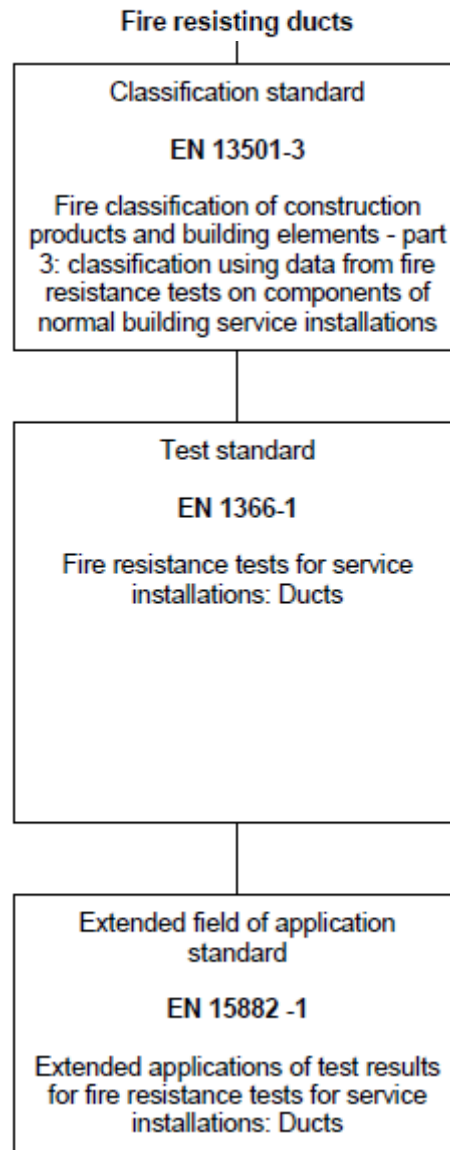 Fire resisting ducts
Classification standard
EN 13501-3
Fire classification of construction
products and building elements - part
3: classification using data from fire
resistance tests on components of
normal building service installations
Test standard
EN 1366-1
Fire resistance tests for service
installations: Ducts
Extended field of application
standard
EN 15882 -1
Extended applications of test results
for fire resistance tests for service
installations: Ducts